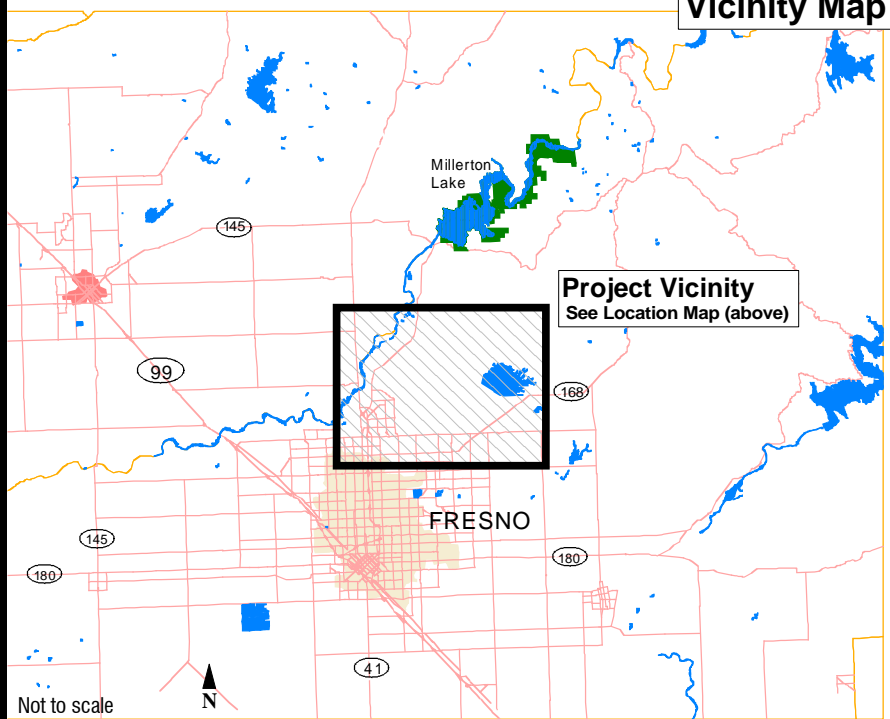 Vicinity Map
Millerton
Lake
145
Project Vicinity
See Location Map (above)
99
168
FRESNO
145
180
180
41
Not to scale
N